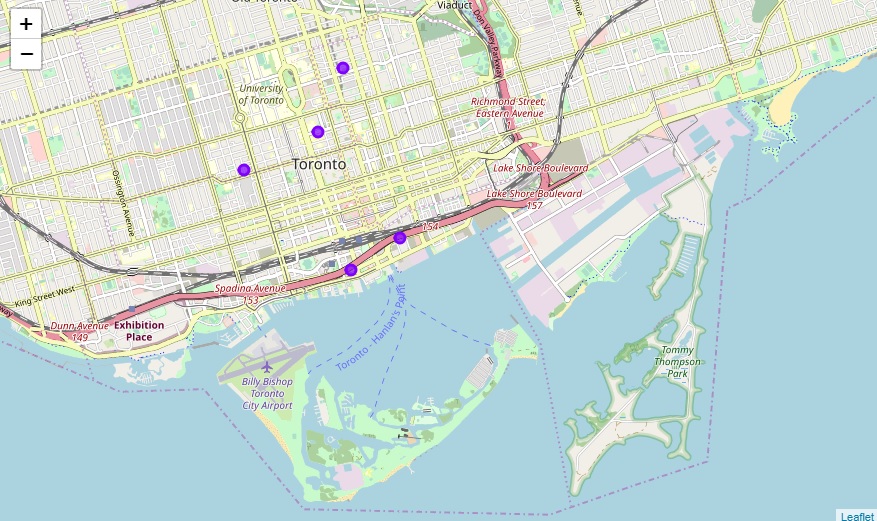 +
−
Old Toronto
Viaduct
Don Valley Parkway
University
of Toronto
Richmond Street;
Eastern Avenue
Toronto
Lake Shore Boulevard
Lake Shore Boulevard
157
Ossington Avenue
154
King Street West
Spadina Avenue
153
Dunn Avenue
149
Exhibition
Place
Toronto - Hanlan's Point
Billy Bishop
Toronto
City Airport
Tommy
Thompson
Park
Leaflet